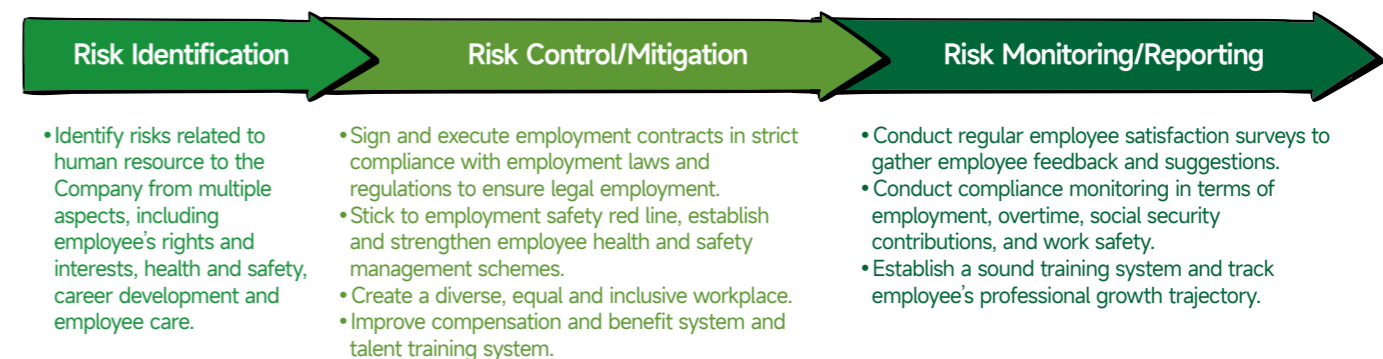 Risk Identification
Risk Control/Mitigation
Risk Monitoring/Reporting
•Identify risks related to
human resource to the
Company from multiple
aspects, including
employee's rights and
interests, health and safety,
career development and
employee care.
•Sign and execute employment contracts in strict
compliance with employment laws and
regulations to ensure legal employment.
•Stick to employment safety red line, establish
and strengthen employee health and safety
management schemes.
•Create a diverse, equal and inclusive workplace.
•Improve compensation and benefit system and
talent training system.
•Conduct regular employee satisfaction surveys to
gather employee feedback and suggestions.
•Conduct compliance monitoring in terms of
employment, overtime, social security
contributions, and work safety.
•Establish a sound training system and track
employee's professional growth trajectory.